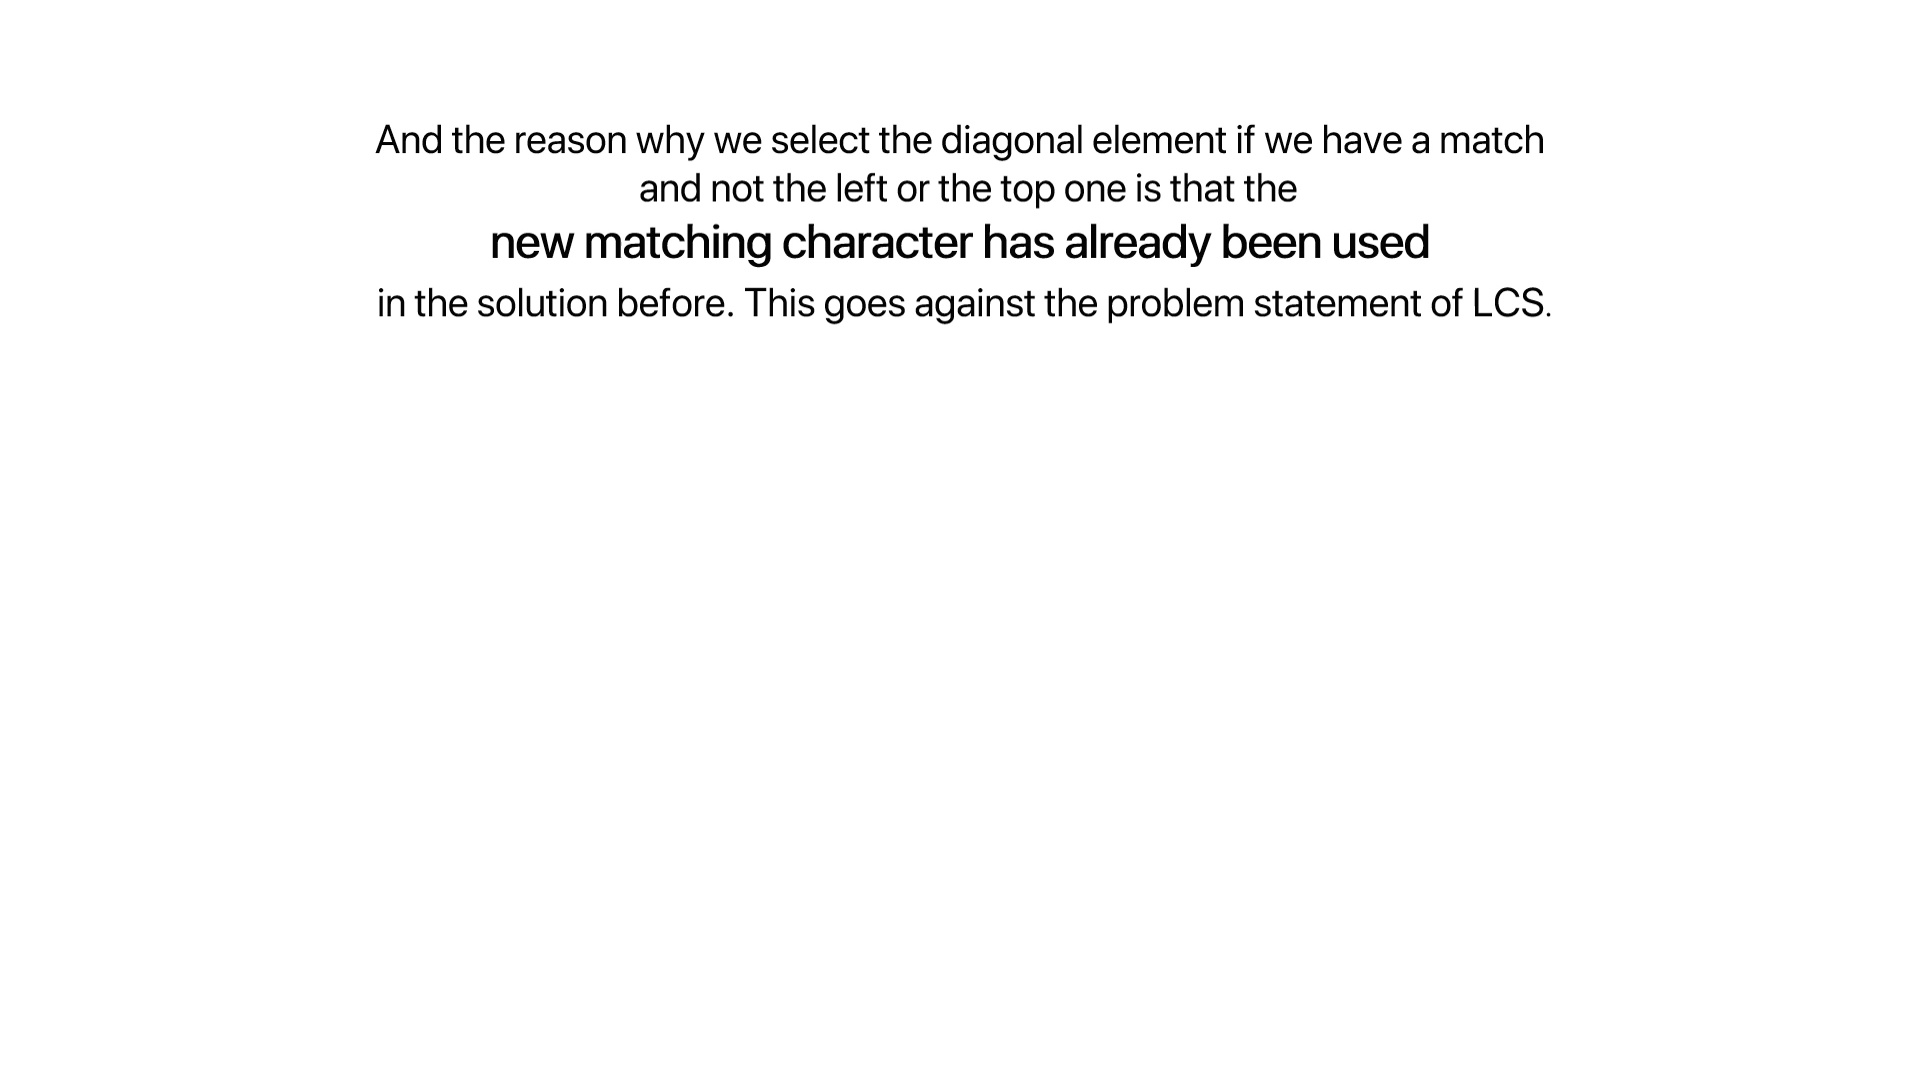 And the reason why we select the diagonal element if we have a match
and not the left or the top one is that the
new matching character has already been used
in the solution before. This goes against the problem statement of LCS.